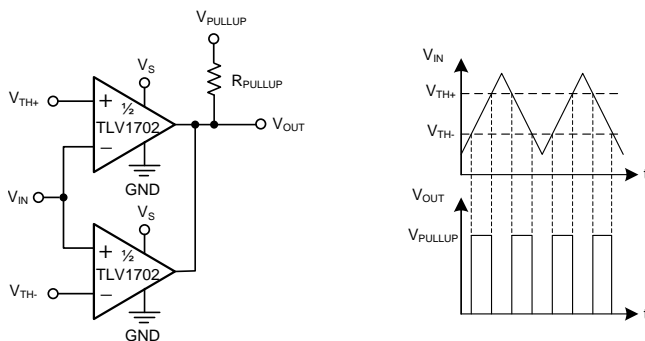 VPULLUP
VS
RPULLUP
VTH+
+
½
TLV1702
−
VOUT
GND
VIN
VS
+
½
TLV1702
VTH-
−
GND
VIN
VTH+
VTH-
t
VOUT
VPULLUP
t